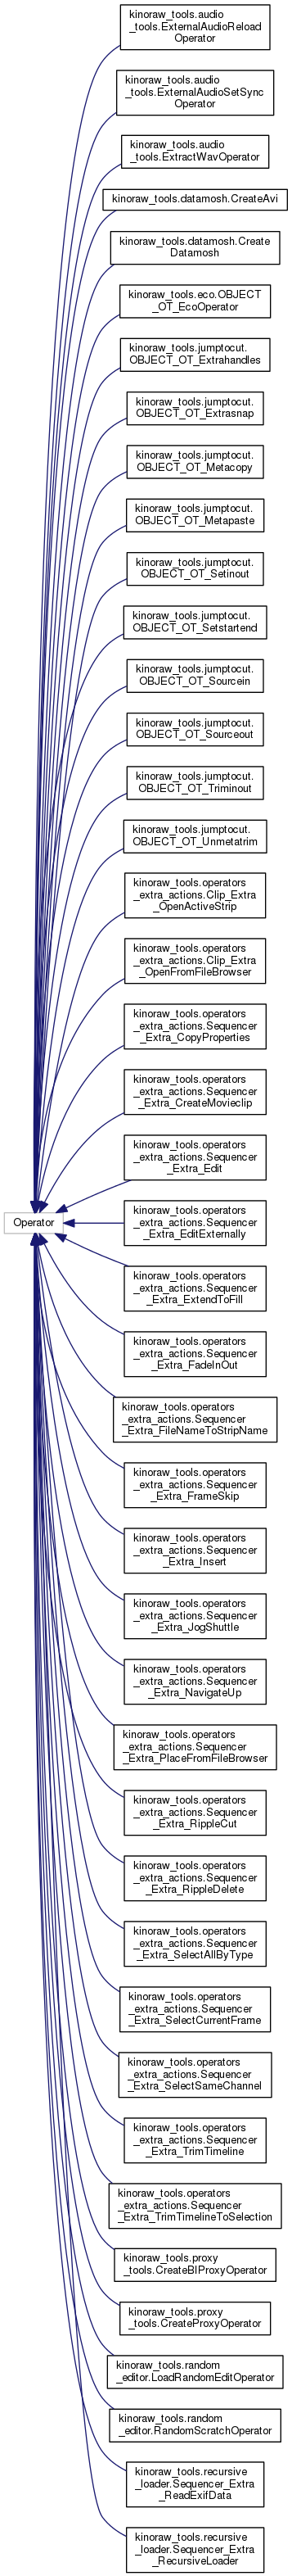 kinoraw_tools.audio
_tools.ExternalAudioReload
Operator
kinoraw_tools.audio
_tools.ExternalAudioSetSync
Operator
kinoraw_tools.audio
_tools.ExtractWavOperator
kinoraw_tools.datamosh.CreateAvi
kinoraw_tools.datamosh.Create
Datamosh
kinoraw_tools.eco.OBJECT
_OT_EcoOperator
kinoraw_tools.jumptocut.
OBJECT_OT_Extrahandles
kinoraw_tools.jumptocut.
OBJECT_OT_Extrasnap
kinoraw_tools.jumptocut.
OBJECT_OT_Metacopy
kinoraw_tools.jumptocut.
OBJECT_OT_Metapaste
kinoraw_tools.jumptocut.
OBJECT_OT_Setinout
kinoraw_tools.jumptocut.
OBJECT_OT_Setstartend
kinoraw_tools.jumptocut.
OBJECT_OT_Sourcein
kinoraw_tools.jumptocut.
OBJECT_OT_Sourceout
kinoraw_tools.jumptocut.
OBJECT_OT_Triminout
kinoraw_tools.jumptocut.
OBJECT_OT_Unmetatrim
kinoraw_tools.operators
_extra_actions.Clip_Extra
_OpenActiveStrip
kinoraw_tools.operators
_extra_actions.Clip_Extra
_OpenFromFileBrowser
kinoraw_tools.operators
_extra_actions.Sequencer
_Extra_CopyProperties
kinoraw_tools.operators
_extra_actions.Sequencer
_Extra_CreateMovieclip
kinoraw_tools.operators
_extra_actions.Sequencer
_Extra_Edit
Operator
kinoraw_tools.operators
_extra_actions.Sequencer
_Extra_EditExternally
kinoraw_tools.operators
_extra_actions.Sequencer
_Extra_ExtendToFill
kinoraw_tools.operators
_extra_actions.Sequencer
_Extra_FadeInOut
kinoraw_tools.operators
_extra_actions.Sequencer
_Extra_FileNameToStripName
kinoraw_tools.operators
_extra_actions.Sequencer
_Extra_FrameSkip
kinoraw_tools.operators
_extra_actions.Sequencer
_Extra_Insert
kinoraw_tools.operators
_extra_actions.Sequencer
_Extra_JogShuttle
kinoraw_tools.operators
_extra_actions.Sequencer
_Extra_NavigateUp
kinoraw_tools.operators
_extra_actions.Sequencer
_Extra_PlaceFromFileBrowser
kinoraw_tools.operators
_extra_actions.Sequencer
_Extra_RippleCut
kinoraw_tools.operators
_extra_actions.Sequencer
_Extra_RippleDelete
kinoraw_tools.operators
_extra_actions.Sequencer
_Extra_SelectAllByType
kinoraw_tools.operators
_extra_actions.Sequencer
_Extra_SelectCurrentFrame
kinoraw_tools.operators
_extra_actions.Sequencer
_Extra_SelectSameChannel
kinoraw_tools.operators
_extra_actions.Sequencer
_Extra_TrimTimeline
kinoraw_tools.operators
_extra_actions.Sequencer
_Extra_TrimTimelineToSelection
kinoraw_tools.proxy
_tools.CreateBIProxyOperator
kinoraw_tools.proxy
_tools.CreateProxyOperator
kinoraw_tools.random
_editor.LoadRandomEditOperator
kinoraw_tools.random
_editor.RandomScratchOperator
kinoraw_tools.recursive
_loader.Sequencer_Extra
_ReadExifData
kinoraw_tools.recursive
_loader.Sequencer_Extra
_RecursiveLoader